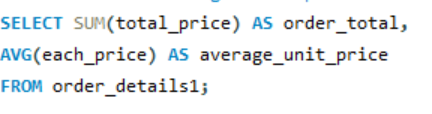 SELECT SUM(total_price) AS order_total,
AVG(each_price) AS average_unit_price
FROM order_details1;